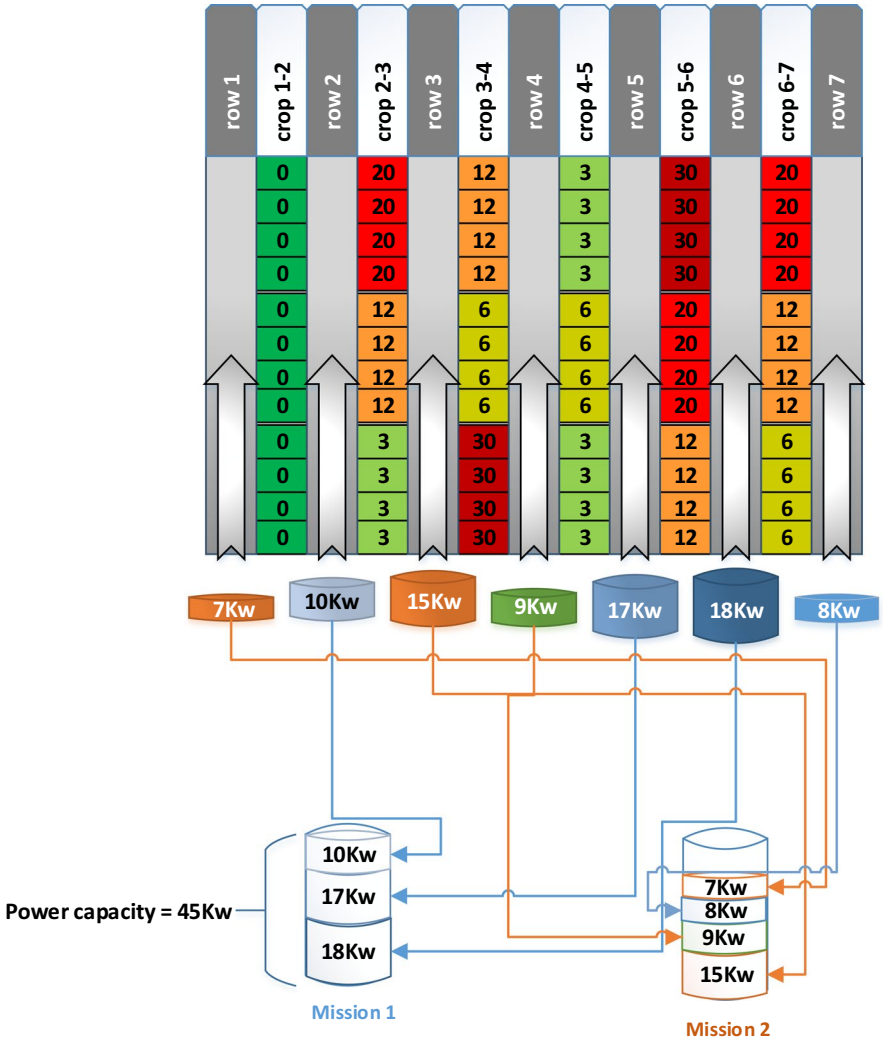 row 1 crop 1-2 row 2 crop 2-3 row 3 crop 3-4 row 4 crop 4-5 row 5 crop 5-6 row 6 crop 6-7 row 7
0 20 12 3 30 20
0 20 12 3 30 20
0 20 12 3 30 20
0 20 12 3 30 20
0 12 6 6 20 12
0 12 6 6 20 12
0 12 6 6 20 12
0 12 6 6 20 12
0 3 30 3 12 6
0 3 30 3 12 6
0 3 30 3 12 6
0 3 30 3 12 6
7Kw 10Kw 15Kw 9Kw 17Kw 18Kw 8Kw
Power capacity = 45Kw
10Kw
17Kw
18Kw
Mission 1
7Kw
8Kw
9Kw
15Kw
Mission 2